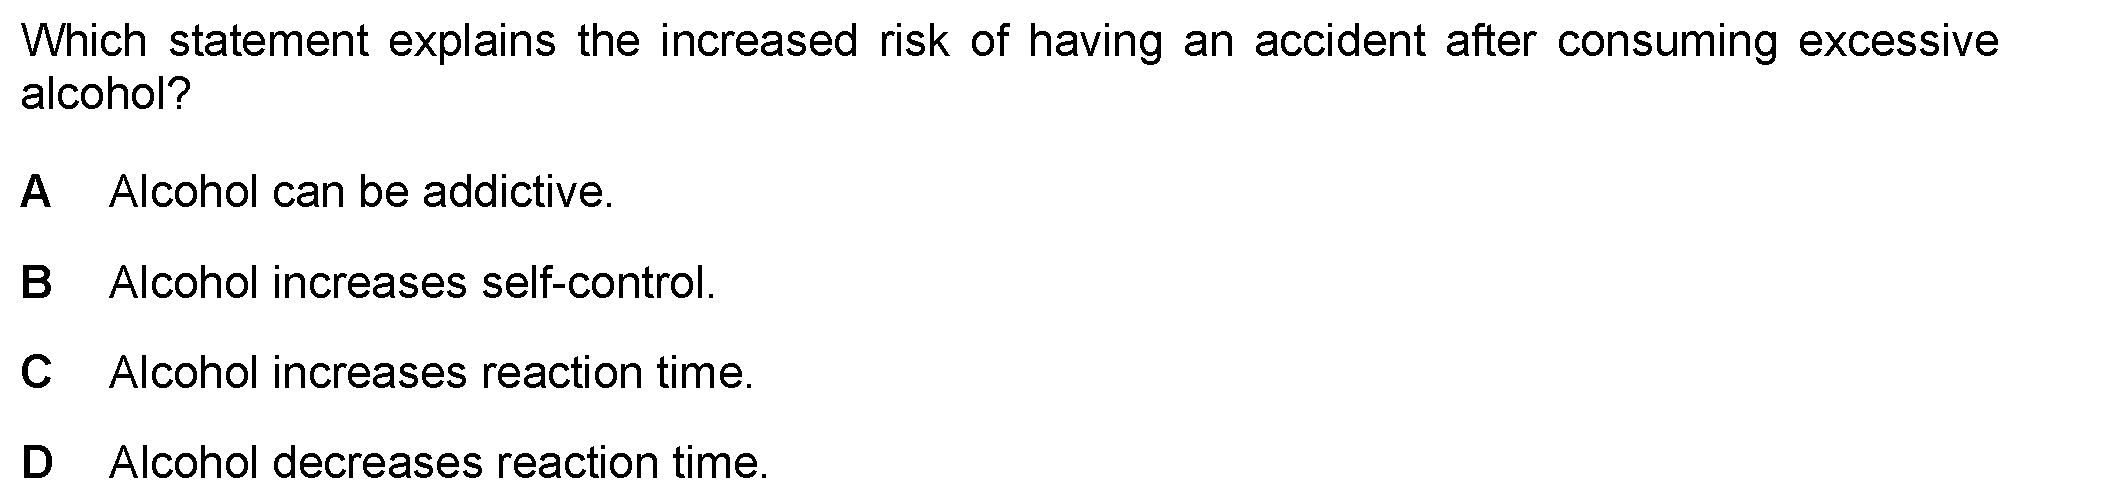 Which statement explains the increased risk of having an accident after consuming excessive
alcohol?
A Alcohol can be addictive.
B Alcohol increases self-control.
C Alcohol increases reaction time.
D Alcohol decreases reaction time.